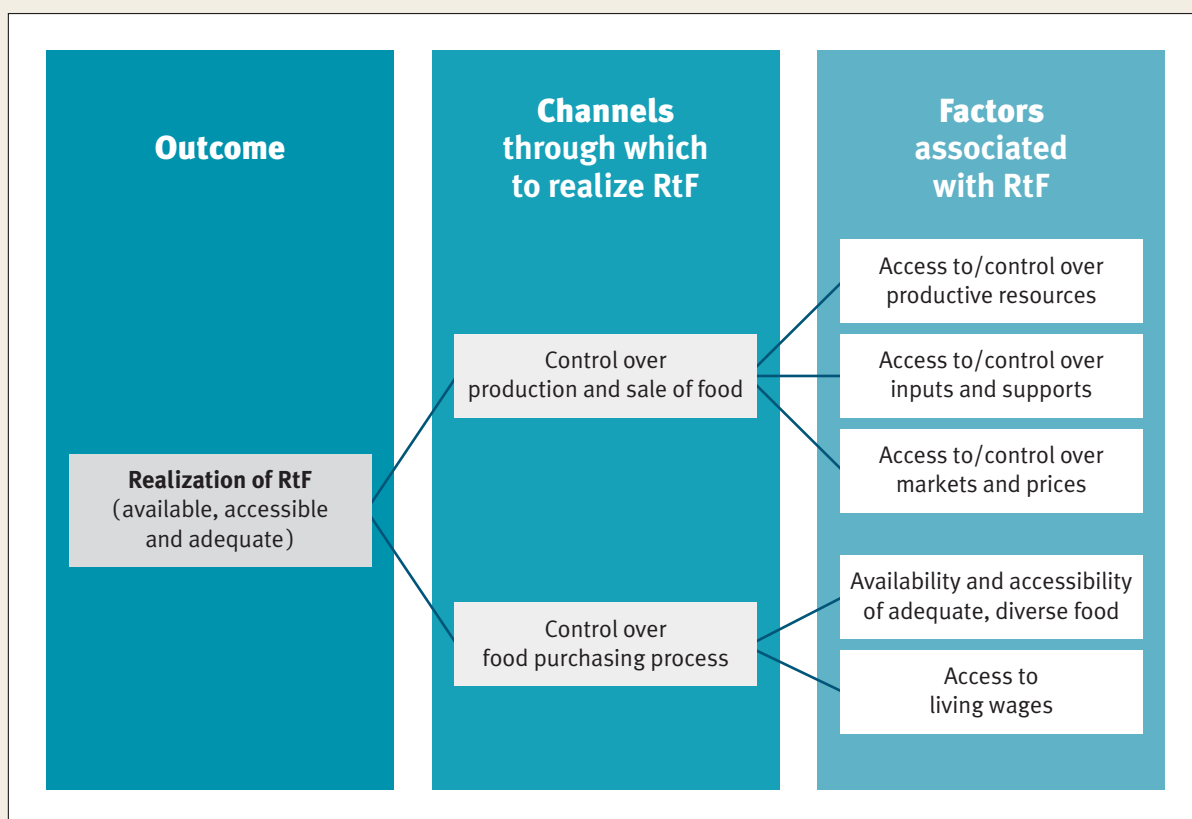 Outcome
Channels
through which
to realize RtF
Factors
associated
with RtF
Realization of RtF
(available, accessible
and adequate)
Control over
production and sale of food
Control over
food purchasing process
Access to/control over
productive resources
Access to/control over
inputs and supports
Access to/control over
markets and prices
Availability and accessibility
of adequate, diverse food
Access to
living wages